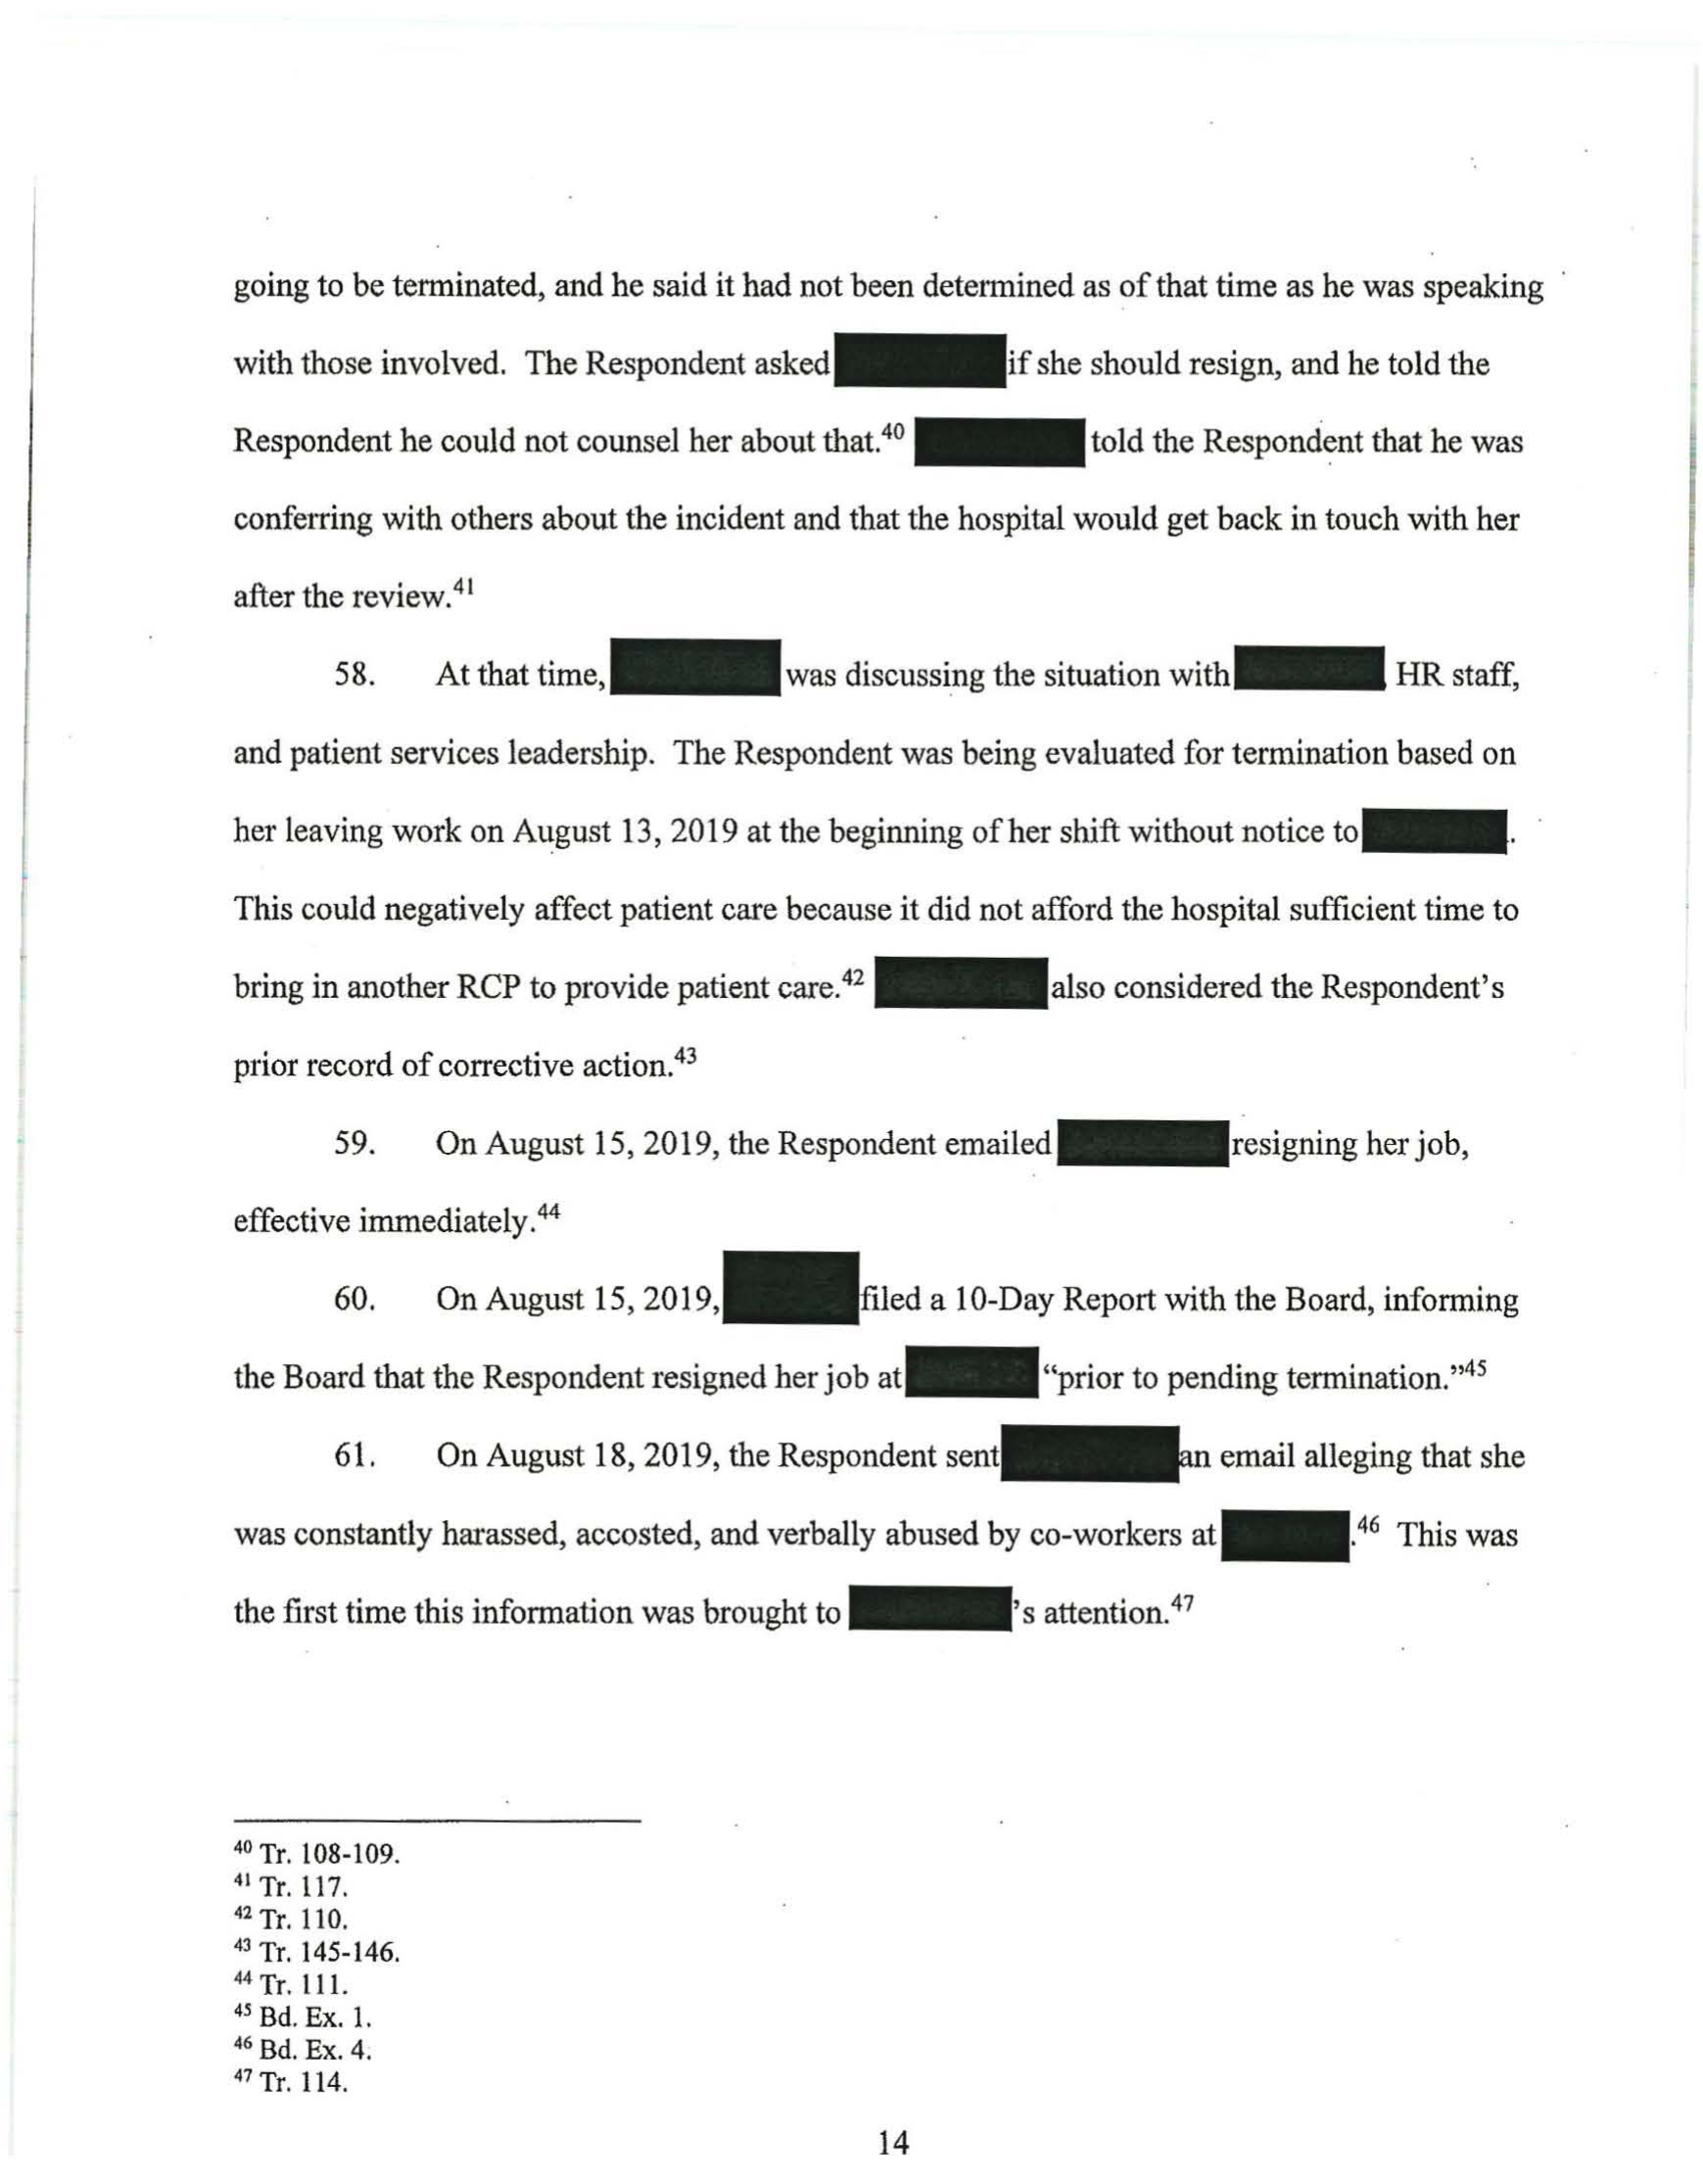 going to be terminated, and he said it had not been determined as of that time as he was speaking
with those involved. The Respondent asked if she should resign, and he told the
Respondent he could not counsel her about that.40 told the Respondent that he was
conferring with others about the incident and that the hospital would get back in touch with her
after the review.41
58. At that time, was discussing the situation with HR staff,
and patient services leadership. The Respondent was being evaluated for termination based on
her leaving work on August 13, 2019 at the beginning of her shift without notice to .
This could negatively affect patient care because it did not afford the hospital sufficient time to
bring in another RCP to provide patient care.42 also considered the Respondent's
prior record of corrective action.43
59. On August 15, 2019, the Respondent emailed resigning her job,
effective immediately.44
60. On August 15, 2019, filed a 10-Day Report with the Board, informing
the Board that the Respondent resigned her job at "prior to pending termination."45
61. On August 18, 2019, the Respondent sent an email alleging that she
was constantly harassed, accosted, and verbally abused by co-workers at .46 This was
the first time this information was brought to 's attention.47
40 Tr. 108-109.
41 Tr. 117.
42 Tr. 110.
43 Tr. 145-146.
44 Tr. 111.
45 Bd. Ex. 1.
46 Bd. Ex. 4.
47 Tr. 114.
14